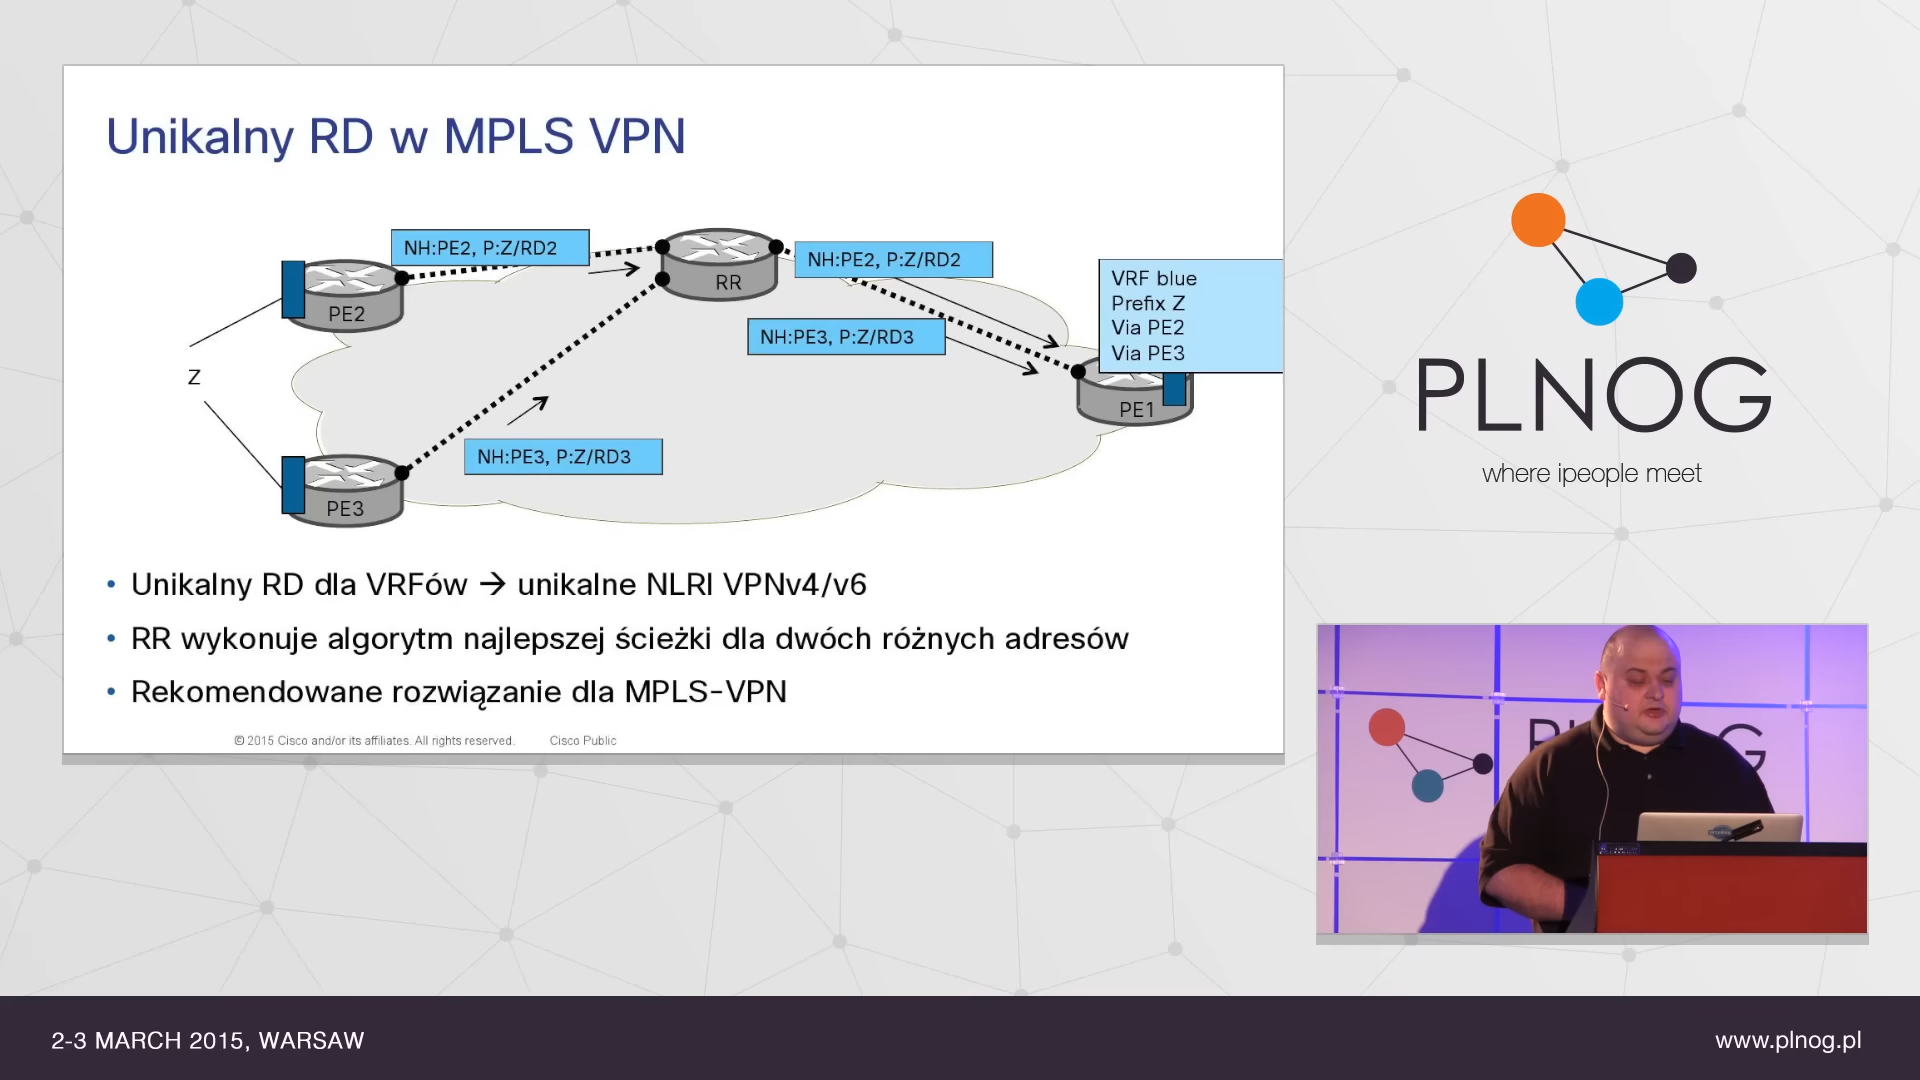 Unikalny RD w MPLS VPN
NH:PE2, P:Z/RD2
RR
NH:PE2, P:Z/RD2
PE2
VRF blue
Prefix Z
Via PE2
Via PE3
NH:PE3, P:Z/RD3
Z
PE1
NH:PE3, P:Z/RD3
PE3
• Unikalny RD dla VRFów → unikalne NLRI VPNv4/v6
• RR wykonuje algorytm najlepszej ścieżki dla dwóch różnych adresów
• Rekomendowane rozwiązanie dla MPLS-VPN
© 2015 Cisco and/or its affiliates. All rights reserved. Cisco Public
PLNOG
where ipeople meet
2-3 MARCH 2015, WARSAW
www.plnog.pl